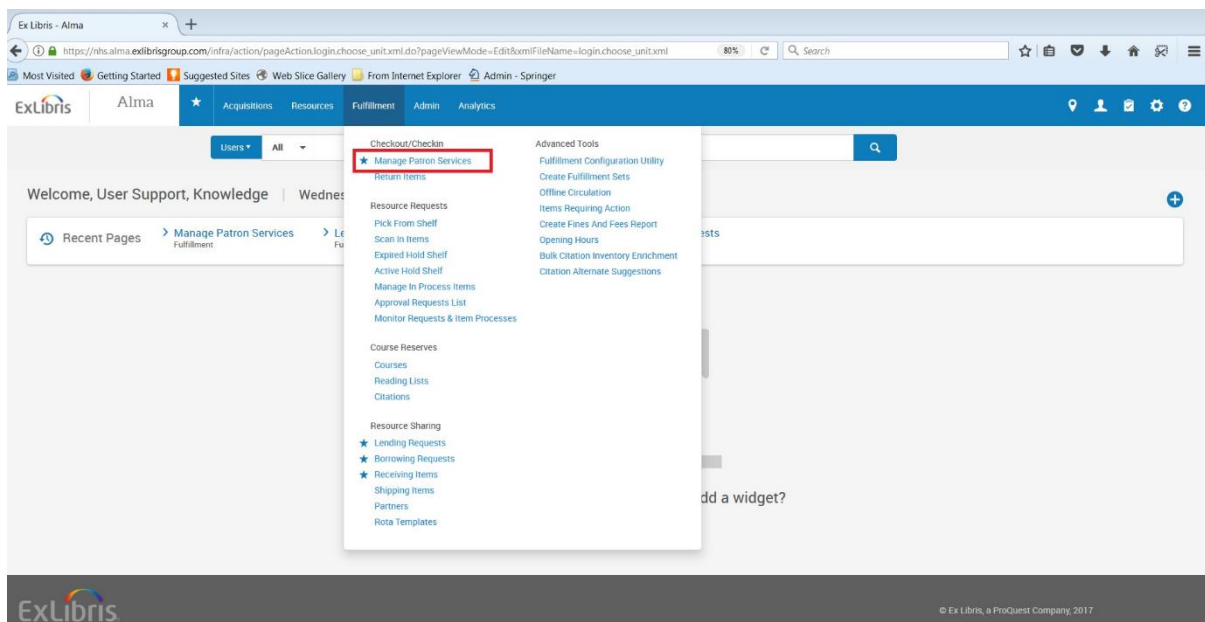 Ex Libris - Alma
https://nhs.alma.exlibrisgroup.com/infra/action/pageAction.login.choose_unit.xml.do?pageViewMode=Edit&xmlFileName=login.choose_unit.xml 80% Search
Most Visited Getting Started Suggested Sites Web Slice Gallery From Internet Explorer Admin - Springer
ExLibris Alma Acquisitions Resources Fulfillment Admin Analytics
Users All
Welcome, User Support, Knowledge | Wednes
Recent Pages
> Manage Patron Services
Fulfillment
> Le
Fu
ests
Checkout/Checkin
Manage Patron Services
Return Items
Resource Requests
Pick From Shelf
Scan In Items
Expired Hold Shelf
Active Hold Shelf
Manage In Process Items
Approval Requests List
Monitor Requests & Item Processes
Course Reserves
Courses
Reading Lists
Citations
Resource Sharing
Lending Requests
Borrowing Requests
Receiving Items
Shipping Items
Partners
Rota Templates
Advanced Tools
Fulfillment Configuration Utility
Create Fulfillment Sets
Offline Circulation
Items Requiring Action
Create Fines And Fees Report
Opening Hours
Bulk Citation Inventory Enrichment
Citation Alternate Suggestions
dd a widget?
ExLibris
© Ex Libris, a ProQuest Company, 2017